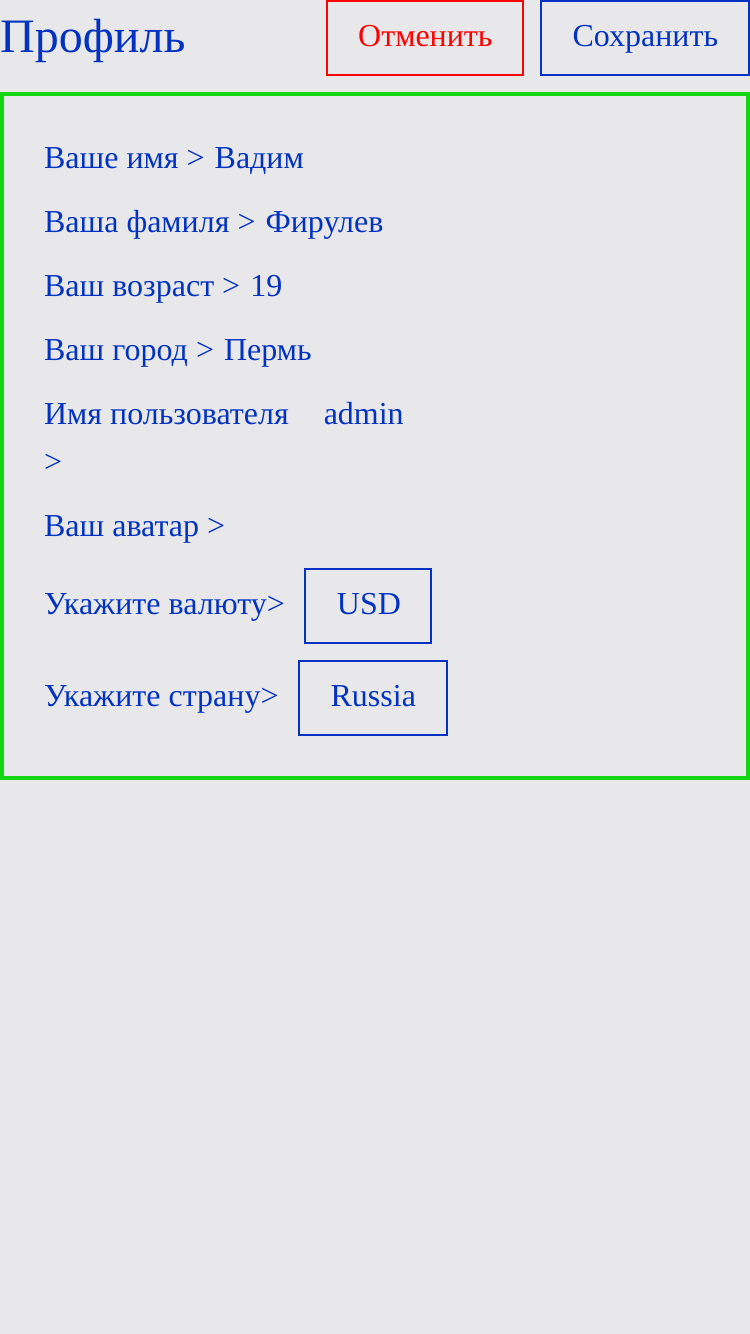 Профиль Отменить Сохранить
Ваше имя > Вадим
Ваша фамиля > Фирулев
Ваш возраст > 19
Ваш город > Пермь
Имя пользователя admin
>
Ваш аватар >
Укажите валюту> USD
Укажите страну> Russia